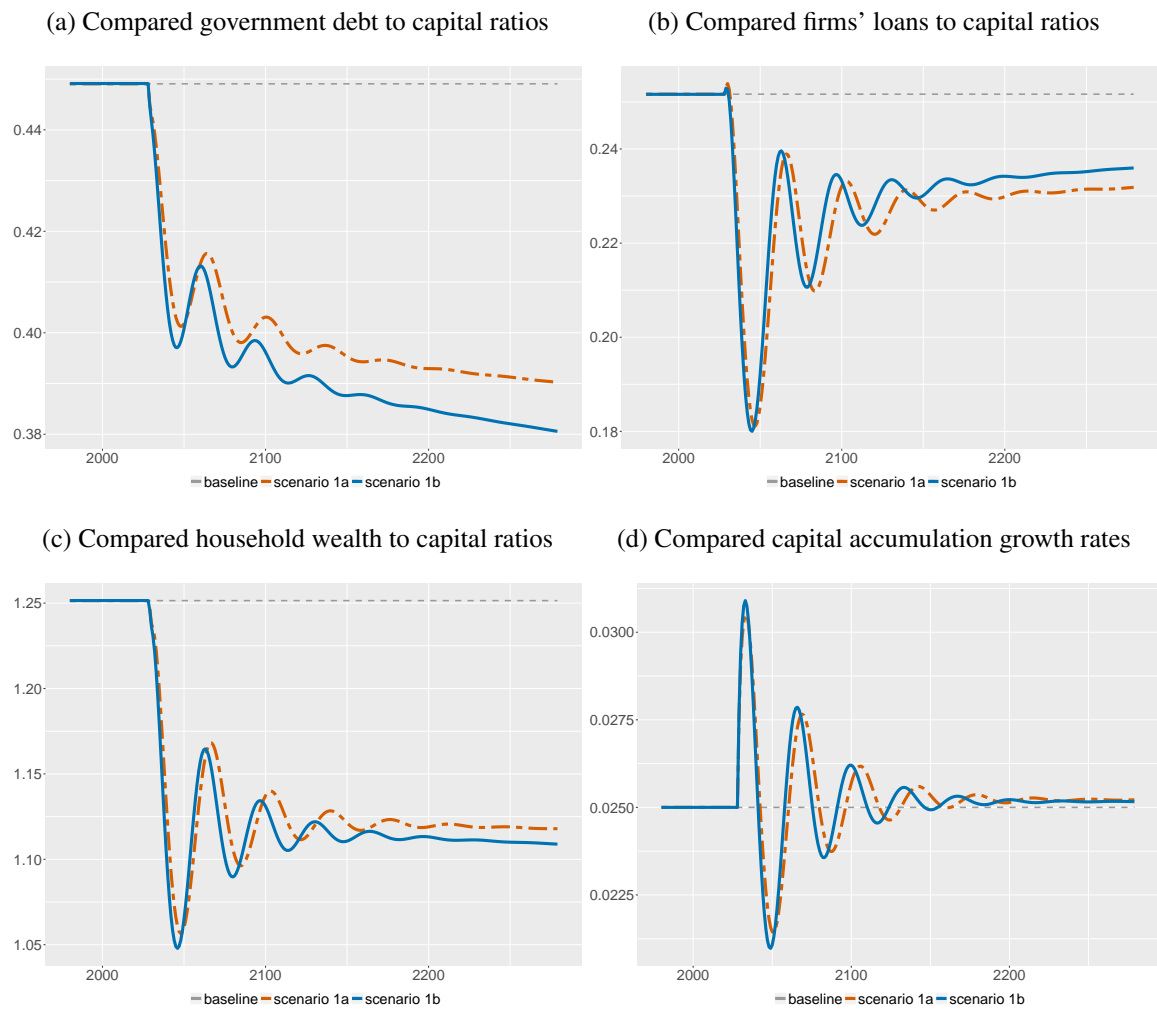 (a) Compared government debt to capital ratios
(b) Compared firms' loans to capital ratios
0.44
0.42
0.40
0.38
2000 2100 2200
baseline scenario 1a scenario 1b
0.24
0.22
0.20
0.18
2000 2100 2200
baseline scenario 1a scenario 1b
(c) Compared household wealth to capital ratios
(d) Compared capital accumulation growth rates
1.25
1.20
1.15
1.10
1.05
2000 2100 2200
baseline scenario 1a scenario 1b
0.0300
0.0275
0.0250
0.0225
2000 2100 2200
baseline scenario 1a scenario 1b